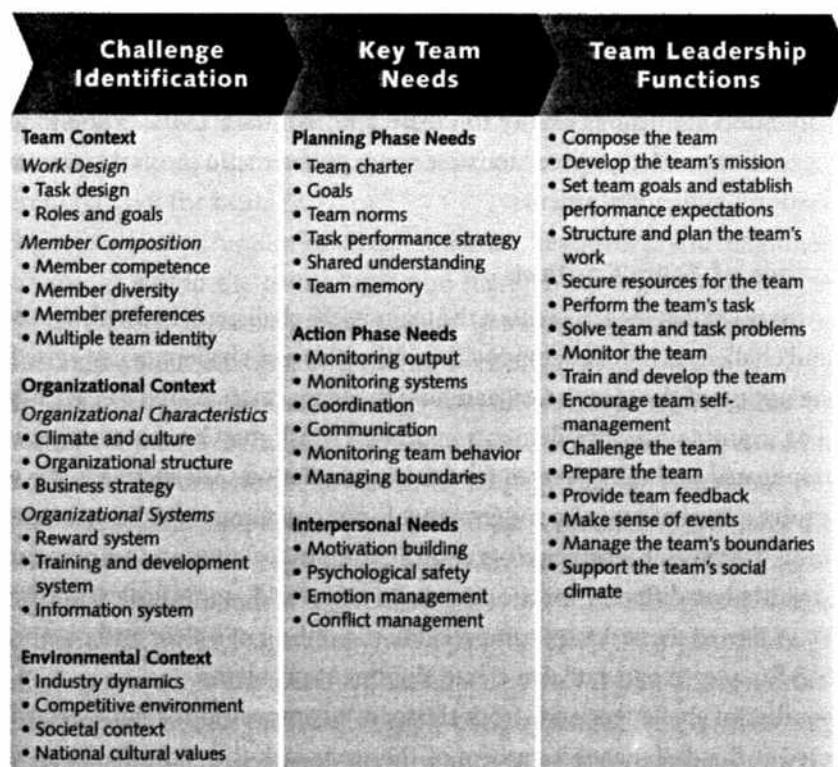 Challenge
Identification
Key Team
Needs
Team Leadership
Functions
Team Context
Work Design
• Task design
• Roles and goals
Member Composition
• Member competence
• Member diversity
• Member preferences
• Multiple team identity
Organizational Context
Organizational Characteristics
• Climate and culture
• Organizational structure
• Business strategy
Organizational Systems
• Reward system
• Training and development
system
• Information system
Environmental Context
• Industry dynamics
• Competitive environment
• Societal context
• National cultural values
Planning Phase Needs
• Team charter
• Goals
• Team norms
• Task performance strategy
• Shared understanding
• Team memory
Action Phase Needs
• Monitoring output
• Monitoring systems
• Coordination
• Communication
• Monitoring team behavior
• Managing boundaries
Interpersonal Needs
• Motivation building
• Psychological safety
• Emotion management
• Conflict management
• Compose the team
• Develop the team's mission
• Set team goals and establish
performance expectations
• Structure and plan the team's
work
• Secure resources for the team
• Perform the team's task
• Solve team and task problems
• Monitor the team
• Train and develop the team
• Encourage team self-
management
• Challenge the team
• Prepare the team
• Provide team feedback
• Make sense of events
• Manage the team's boundaries
• Support the team's social
climate